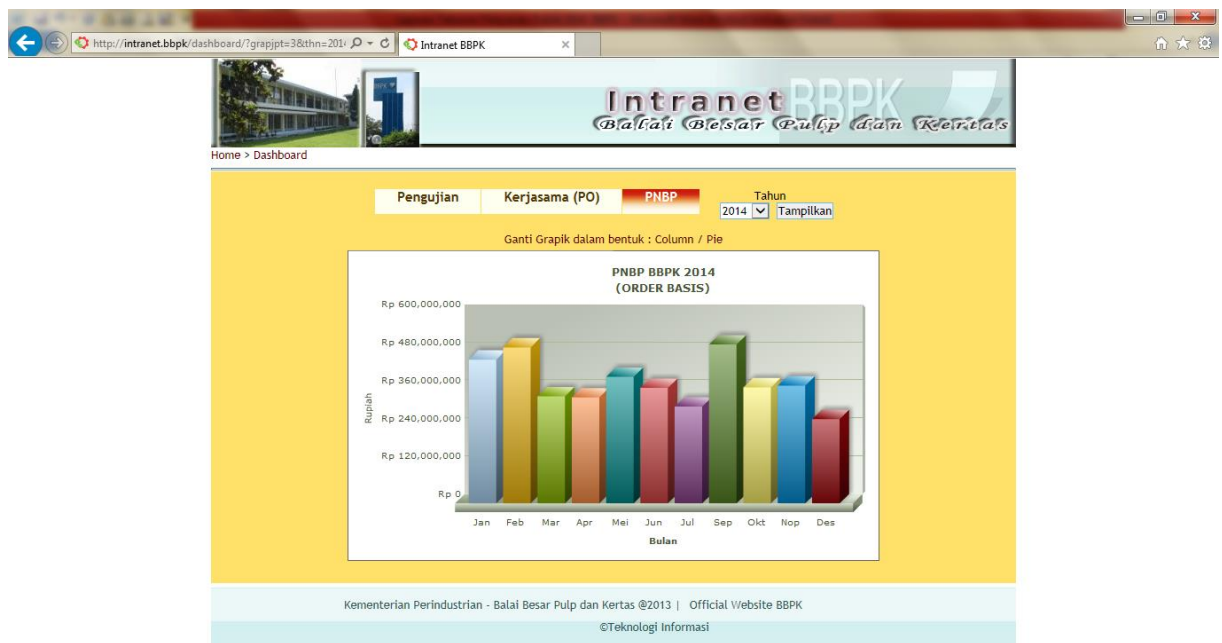 http://intranet.bbpk/dashboard/?grapjpt=3&thn=201
Intranet BBPK
Intranet BBPK
Balai Besar Pulp dan Kertas
Home > Dashboard
Pengujian Kerjasama (PO) PNBP Tahun
2014 Tampilkan
Ganti Grapik dalam bentuk : Column / Pie
PNBP BBPK 2014
(ORDER BASIS)
Rp 600,000,000
Rp 480,000,000
Rp 360,000,000
Rp 240,000,000
Rp 120,000,000
Rp 0
Rupiah
Jan Feb Mar Apr Mei Jun Jul Sep Okt Nop Des
Bulan
Kementerian Perindustrian - Balai Besar Pulp dan Kertas @2013 | Official Website BBPK
©Teknologi Informasi